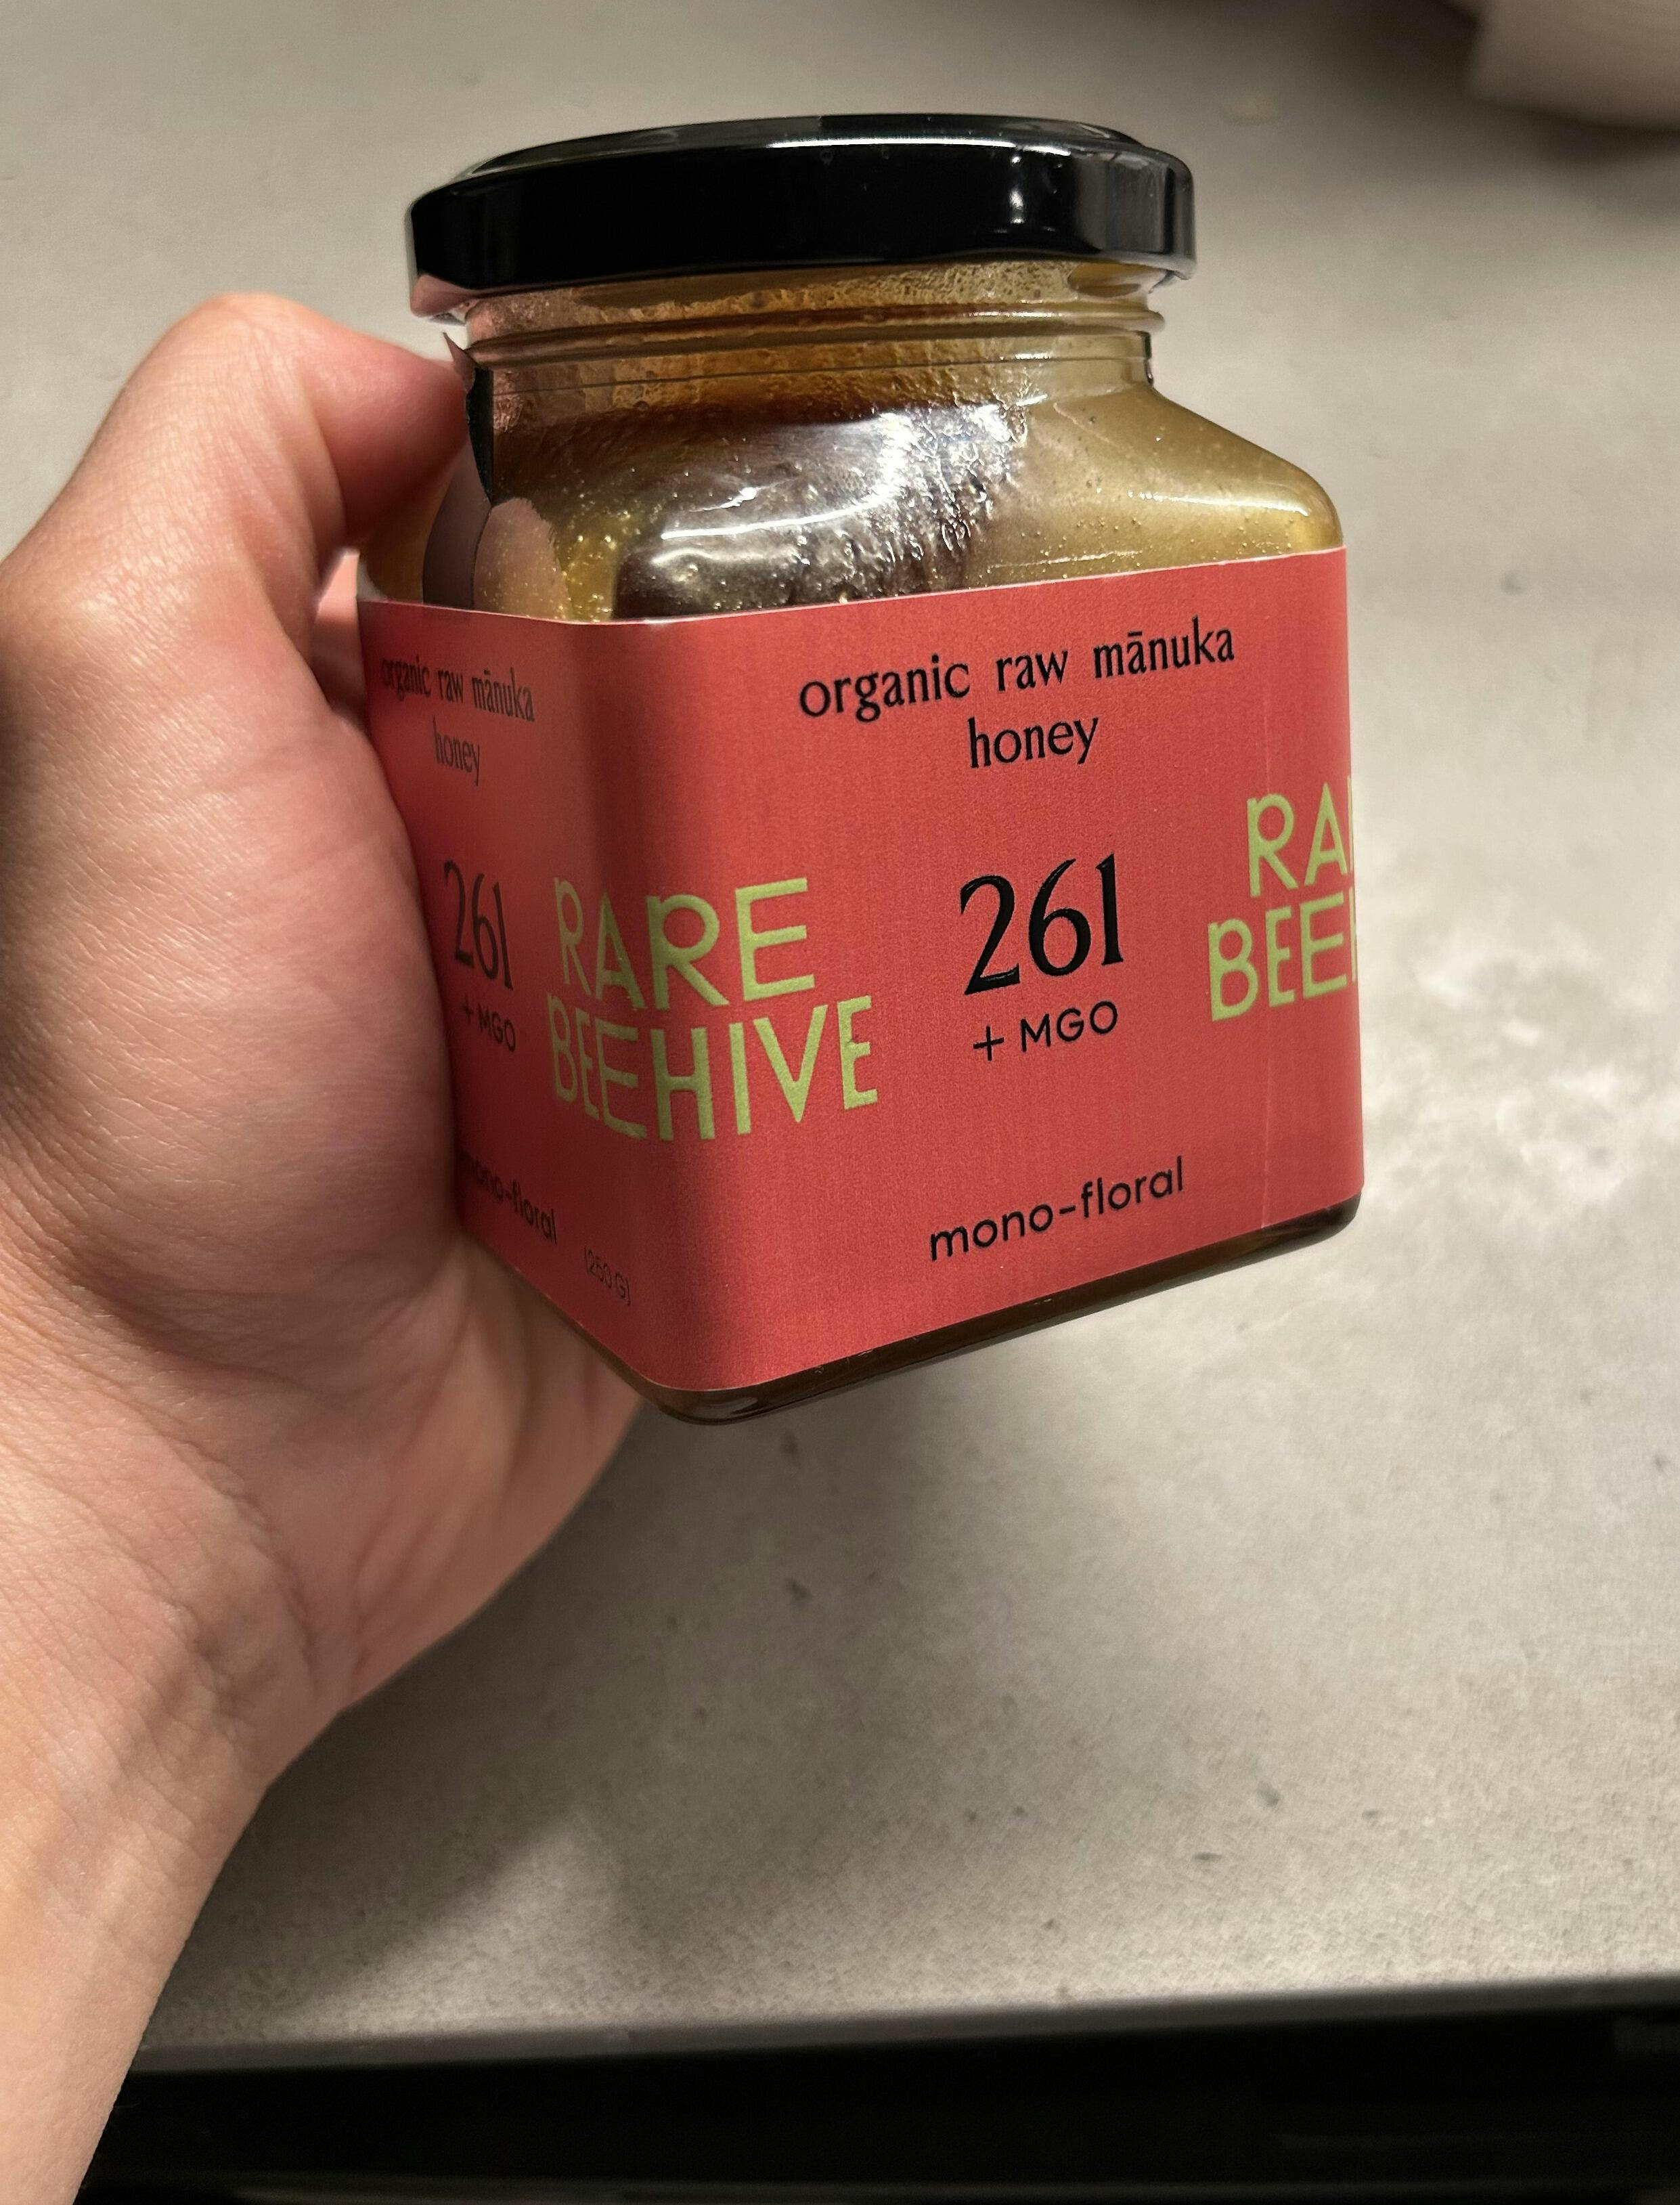 organic raw mānuka
honey
261
+ MGO
mono-floral
(250 G)
RARE
BEEHIVE
organic raw mānuka
honey
261
+ MGO
mono-floral